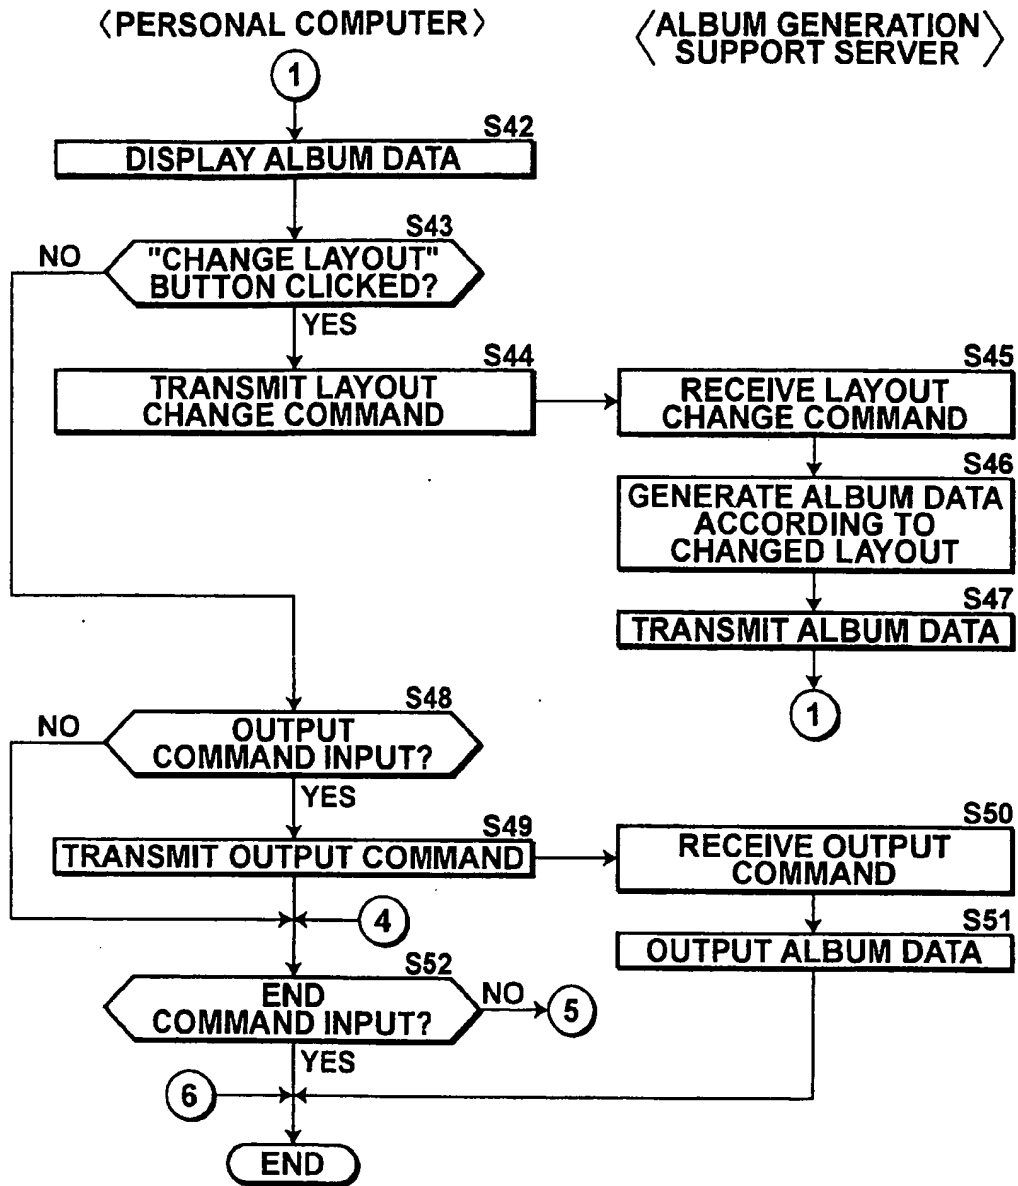 〈PERSONAL COMPUTER〉
〈ALBUM GENERATION
SUPPORT SERVER〉
1
S42
DISPLAY ALBUM DATA
S43
NO
"CHANGE LAYOUT"
BUTTON CLICKED?
YES
S44
TRANSMIT LAYOUT
CHANGE COMMAND
S45
RECEIVE LAYOUT
CHANGE COMMAND
S46
GENERATE ALBUM DATA
ACCORDING TO
CHANGED LAYOUT
S47
TRANSMIT ALBUM DATA
1
S48
NO
OUTPUT
COMMAND INPUT?
YES
S49
TRANSMIT OUTPUT COMMAND
S50
RECEIVE OUTPUT
COMMAND
4
S51
OUTPUT ALBUM DATA
S52
END
COMMAND INPUT?
NO
5
YES
6
END